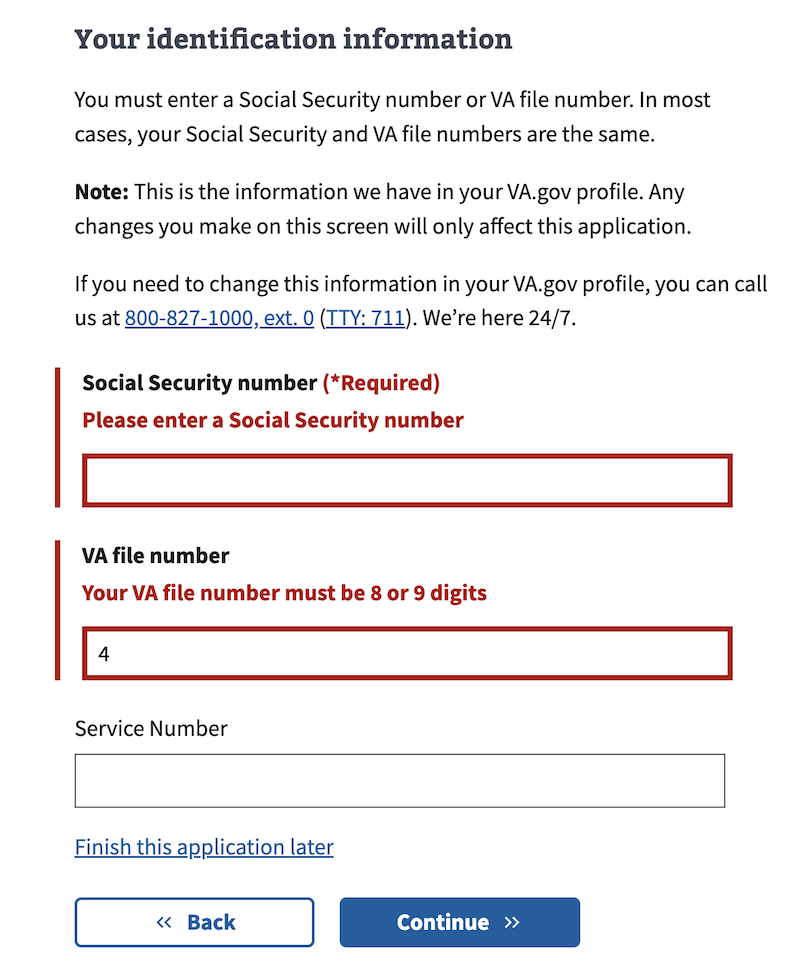 Your identification information
You must enter a Social Security number or VA file number. In most
cases, your Social Security and VA file numbers are the same.
Note: This is the information we have in your VA.gov profile. Any
changes you make on this screen will only affect this application.
If you need to change this information in your VA.gov profile, you can call
us at 800-827-1000, ext. 0 (TTY: 711). We’re here 24/7.
Social Security number (*Required)
Please enter a Social Security number
VA file number
Your VA file number must be 8 or 9 digits
4
Service Number
Finish this application later
« Back
Continue »